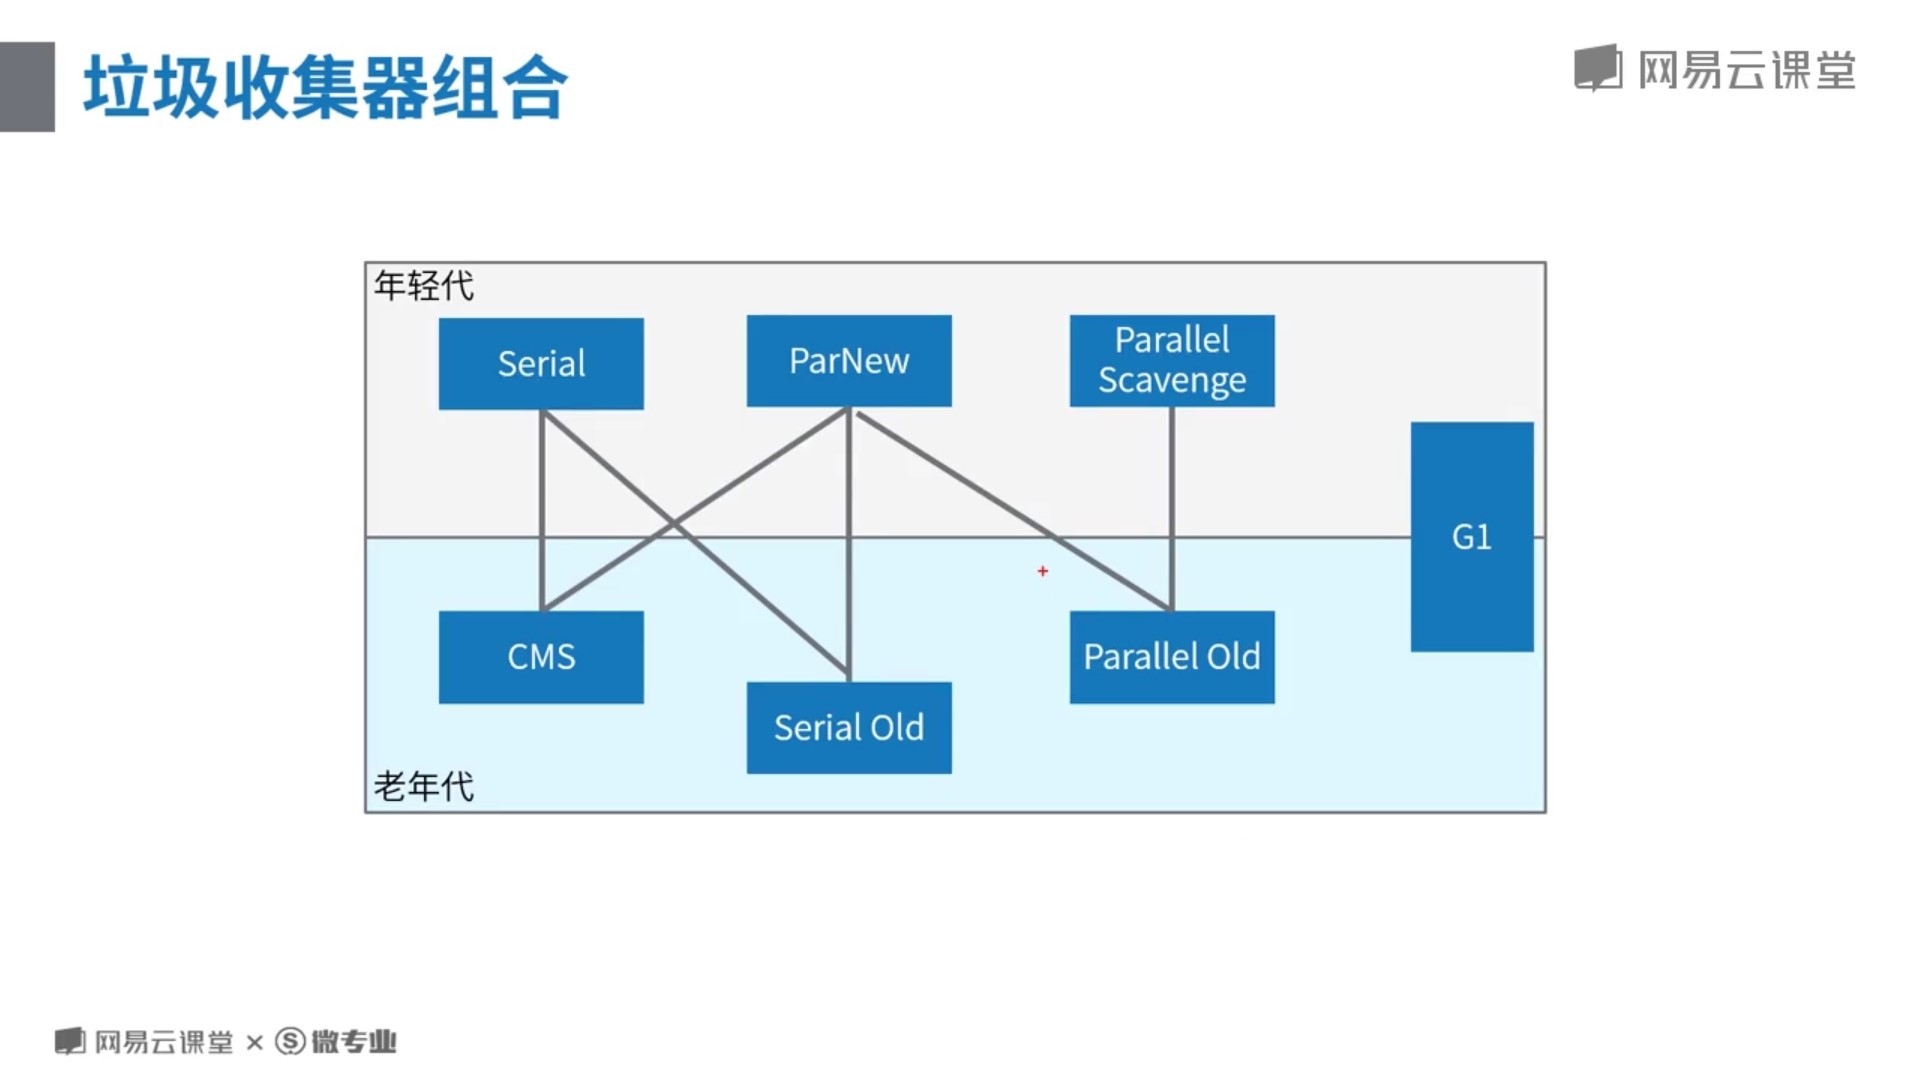 垃圾收集器组合
网易云课堂
年轻代
Serial
ParNew
Parallel
Scavenge
G1
CMS
Serial Old
Parallel Old
老年代
网易云课堂 × Ⓢ微专业